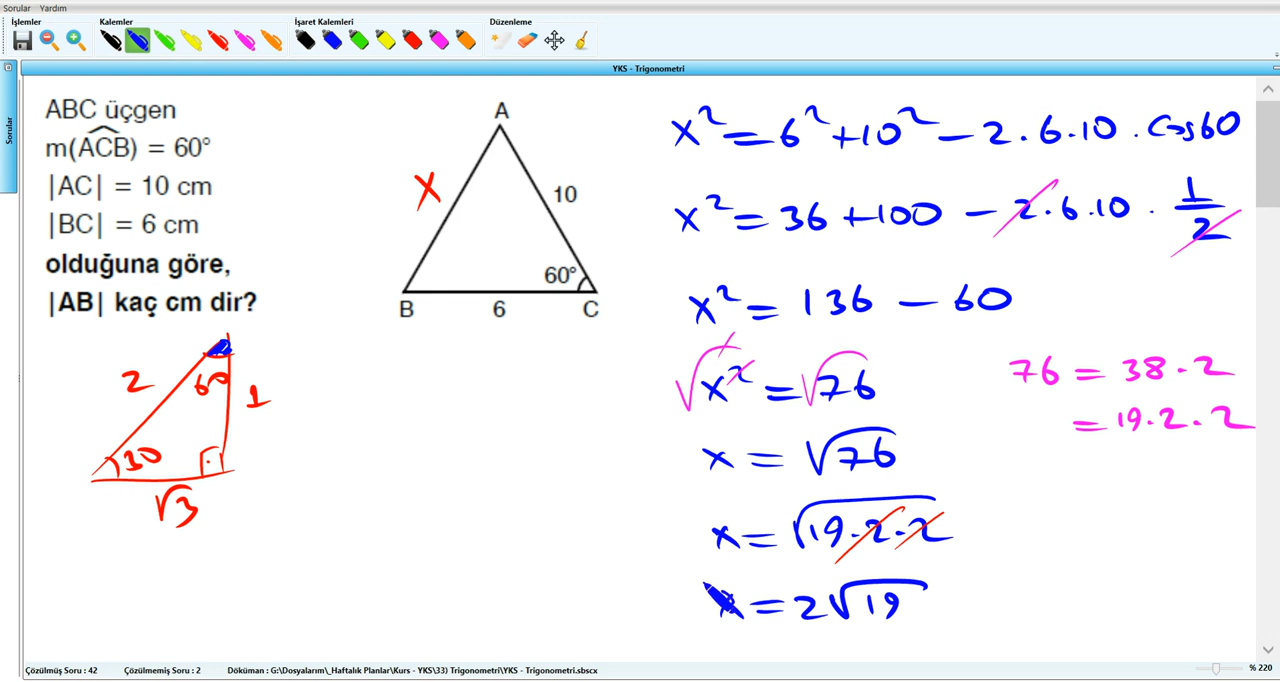 Sorular Yardım
İşlemler Kalemler İşaret Kalemleri Düzenleme
YKS - Trigonometri
Sorular
ABC üçgen
m(ACB) = 60°
|AC| = 10 cm
|BC| = 6 cm
olduğuna göre,
|AB| kaç cm dir?
A
x
10
60°
B
6
C
2
60
1
30
√3
x² = 6² + 10² - 2 . 6 . 10 . Cos60
x² = 36 + 100 - 2 . 6 . 10 . 1/2
x² = 136 - 60
√x² = √76
x = √76
x = √19 . 2 . 2
x = 2√19
76 = 38 . 2
= 19 . 2 . 2
Çözülmüş Soru : 42 Çözülmemiş Soru : 2 Döküman : G:\Dosyalarım\_Haftalık Planlar\Kurs - YKS\33) Trigonometri\YKS - Trigonometri.sbscx
% 220